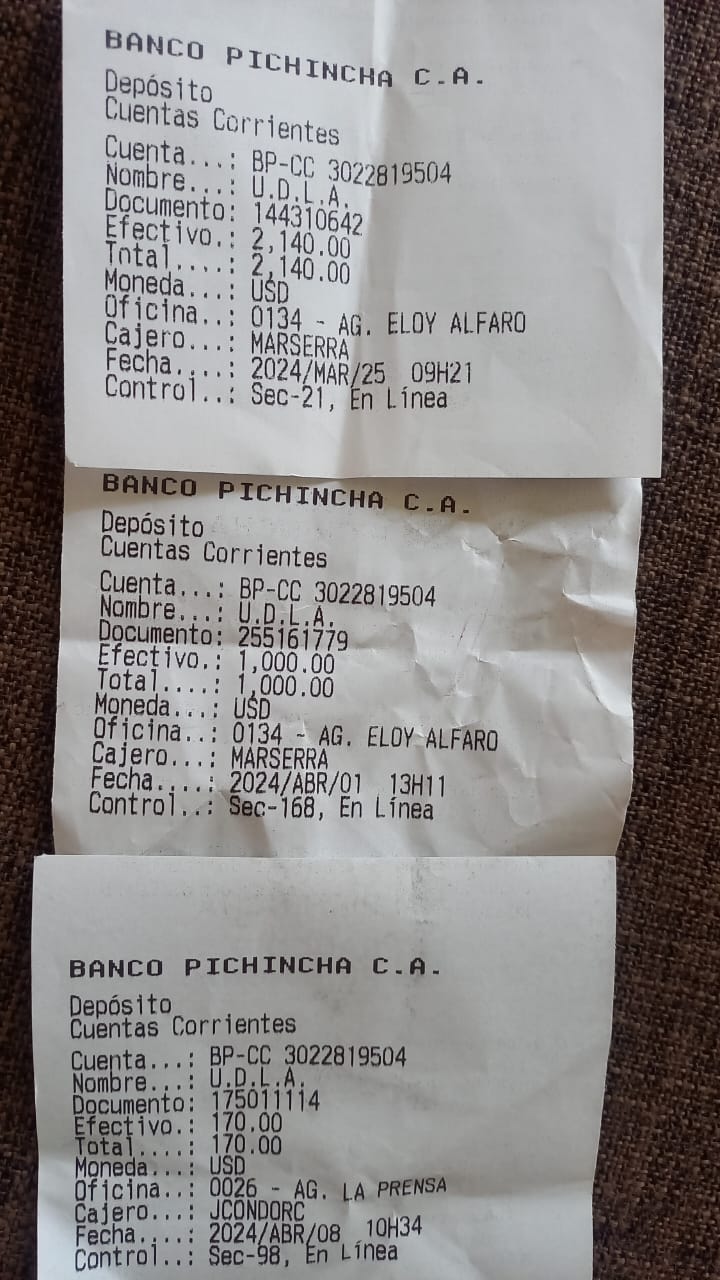 BANCO PICHINCHA C.A.
Depósito
Cuentas Corrientes
Cuenta...: BP-CC 3022819504
Nombre...: U.D.L.A.
Documento: 144310642
Efectivo.: 2,140.00
Total....: 2,140.00
Moneda...: USD
Oficina..: 0134 - AG. ELOY ALFARO
Cajero...: MARSERRA
Fecha....: 2024/MAR/25 09H21
Control..: Sec-21, En Línea
BANCO PICHINCHA C.A.
Depósito
Cuentas Corrientes
Cuenta...: BP-CC 3022819504
Nombre...: U.D.L.A.
Documento: 255161779
Efectivo.: 1,000.00
Total....: 1,000.00
Moneda...: USD
Oficina..: 0134 - AG. ELOY ALFARO
Cajero...: MARSERRA
Fecha....: 2024/ABR/01 13H11
Control..: Sec-168, En Línea
BANCO PICHINCHA C.A.
Depósito
Cuentas Corrientes
Cuenta...: BP-CC 3022819504
Nombre...: U.D.L.A.
Documento: 175011114
Efectivo.: 170.00
Total....: 170.00
Moneda...: USD
Oficina..: 0026 - AG. LA PRENSA
Cajero...: JCONDORC
Fecha....: 2024/ABR/08 10H34
Control..: Sec-98, En Línea